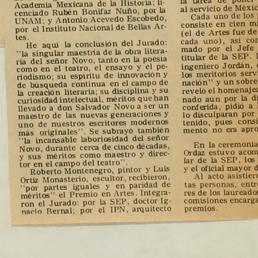 Academia Mexicana de la Historia; li-
cenciado Rubén Bonifaz Nuño, por la
UNAM; y Antonio Acevedo Escobedo,
por el Instituto Nacional de Bellas Ar-
tes.
He aquí la conclusión del Jurado:
"la singular maestría de la obra litera-
ria del señor Novo, tanto en la poesía
como en el teatro, el ensayo y el pe-
riodismo; su espíritu de innovación y
de búsqueda continua en el campo de
la creación literaria; su disciplina y su
curiosidad intelectual, méritos que han
llevado a don Salvador Novo a ser un
maestro de las nuevas generaciones y
uno de nuestros escritores modernos
más originales". Se subrayó también
"la incansable laboriosidad del señor
Novo, durante cerca de cinco décadas,
y sus méritos como maestro y direc-
tor en el campo del teatro".
Roberto Montenegro, pintor y Luis
Ortiz Monasterio, escultor, recibieron,
"por partes iguales y en paridad de
méritos" el Premio en Artes. Integra-
ron el Jurado: por la SEP, doctor Ig-
nacio Bernal; por el IPN, arquitecto
al servicio de Méxic
Cada uno de los
consiste en cien m
(el de Artes fue de
cada uno), así con
mado por el Jefe
titular de la SEP.
ingeniero Jordán,
los meritorios servi
nación" y un sobre
reveló el homenajea
nado aun por la d
conferida, pidió a l
lo disculparan por
tenido, pues consid
mento no era apro
En la ceremonia
Ordaz estuvo acom
lar de la SEP, los
y el oficial mayor d
Al acto asistiero
tas personas, entre
res de los laureados
comisiones encarga
premios.